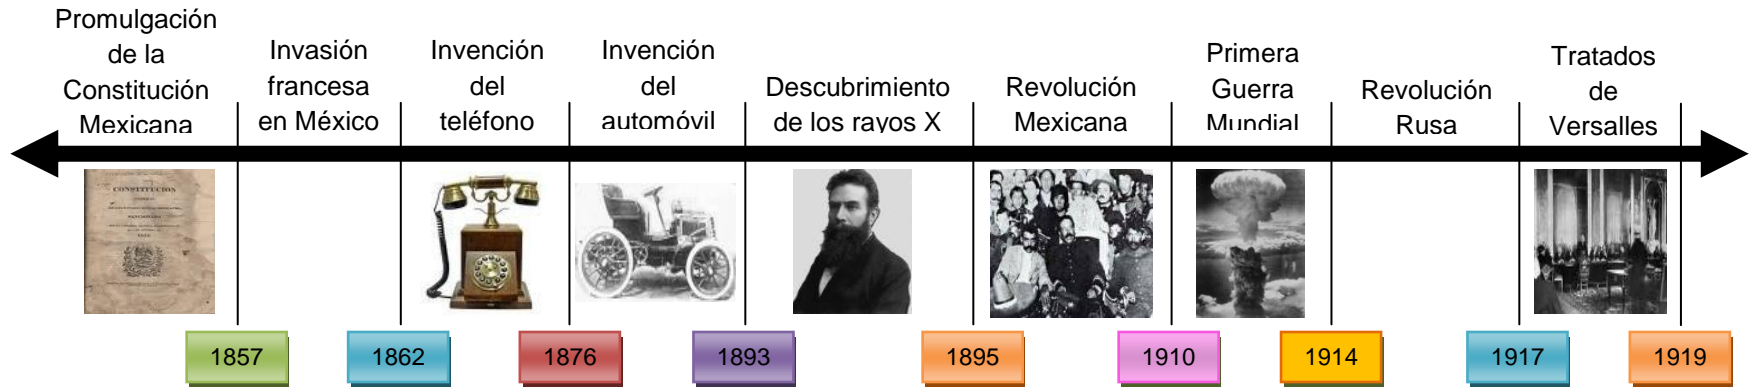 Promulgación
de la
Constitución
Mexicana
Invasión
francesa
en México
Invención
del
teléfono
Invención
del
automóvil
Descubrimiento
de los rayos X
Revolución
Mexicana
Primera
Guerra
Mundial
Revolución
Rusa
Tratados
de
Versalles
CONSTITUCION
1857
1862
1876
1893
1895
1910
1914
1917
1919